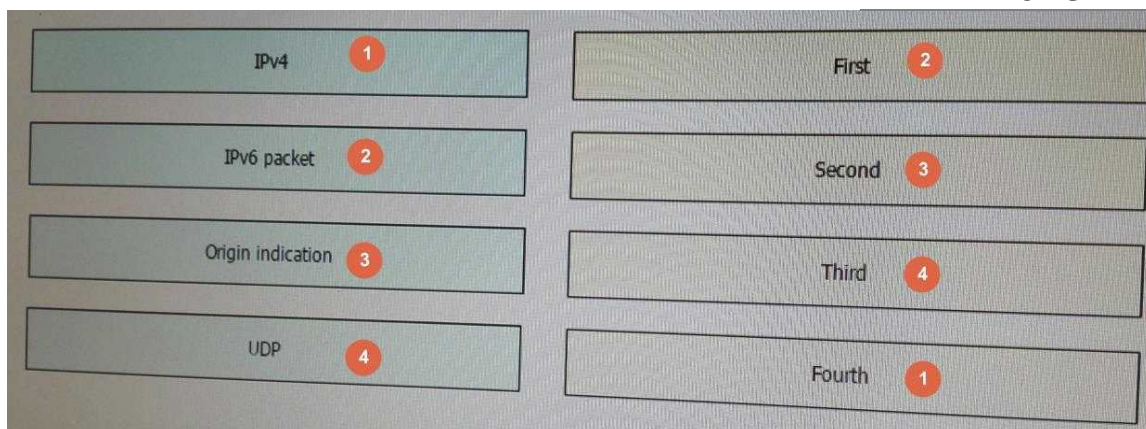 IPv4 1
First 2
IPv6 packet 2
Second 3
Origin indication 3
Third 4
UDP 4
Fourth 1